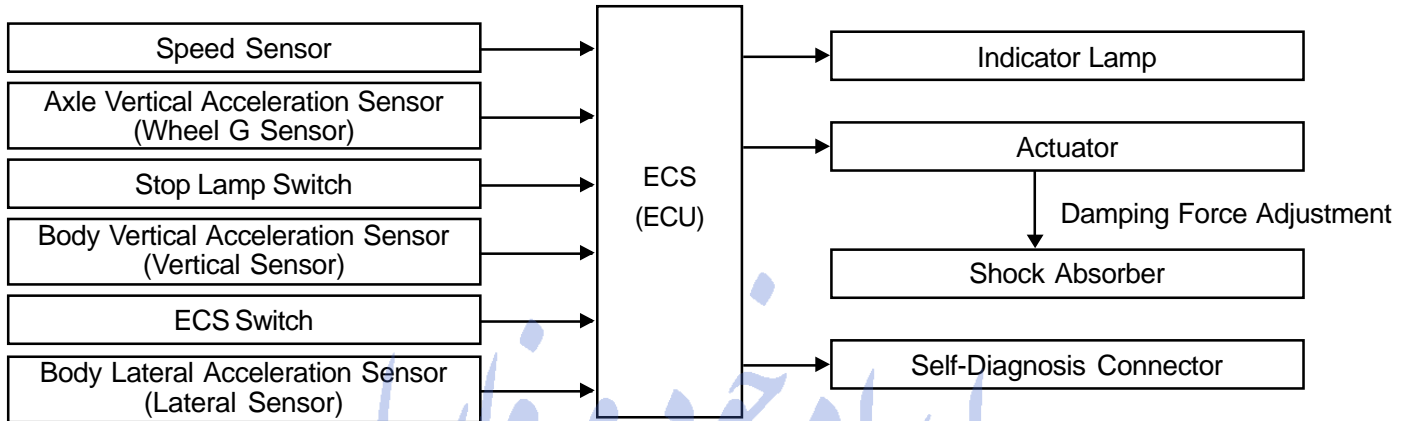 Speed Sensor
Axle Vertical Acceleration Sensor
(Wheel G Sensor)
Stop Lamp Switch
Body Vertical Acceleration Sensor
(Vertical Sensor)
ECS Switch
Body Lateral Acceleration Sensor
(Lateral Sensor)
ECS
(ECU)
Indicator Lamp
Actuator
Damping Force Adjustment
Shock Absorber
Self-Diagnosis Connector